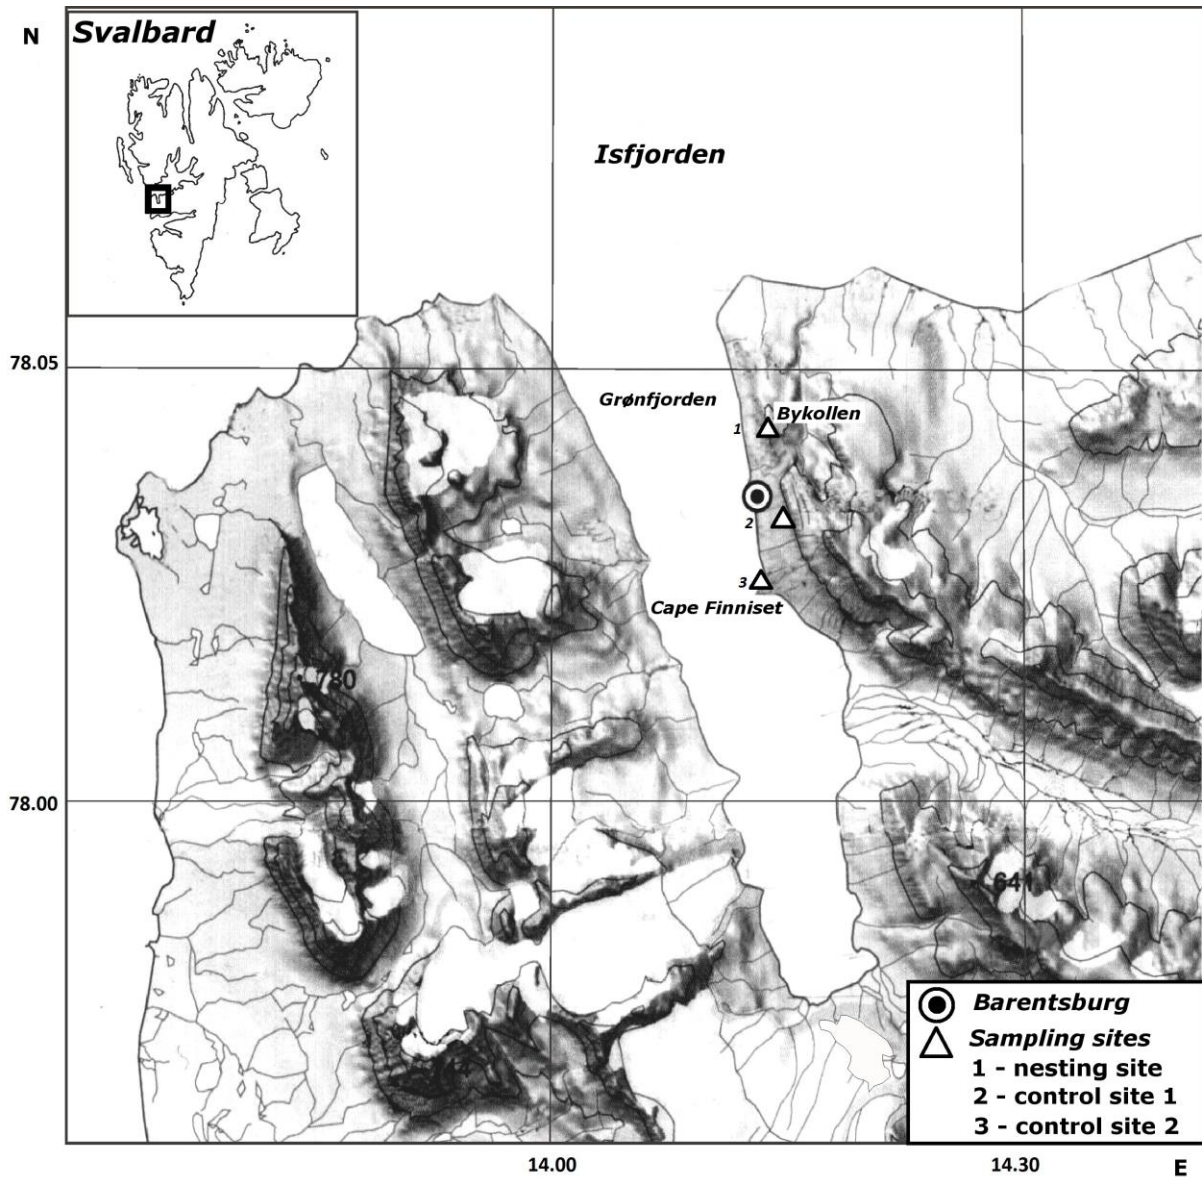 N
Svalbard
Isfjorden
78.05
Grønfjorden
Bykollen
1
2
3
Cape Finniset
780
78.00
641
Barentsburg
Sampling sites
1 - nesting site
2 - control site 1
3 - control site 2
14.00
14.30
E